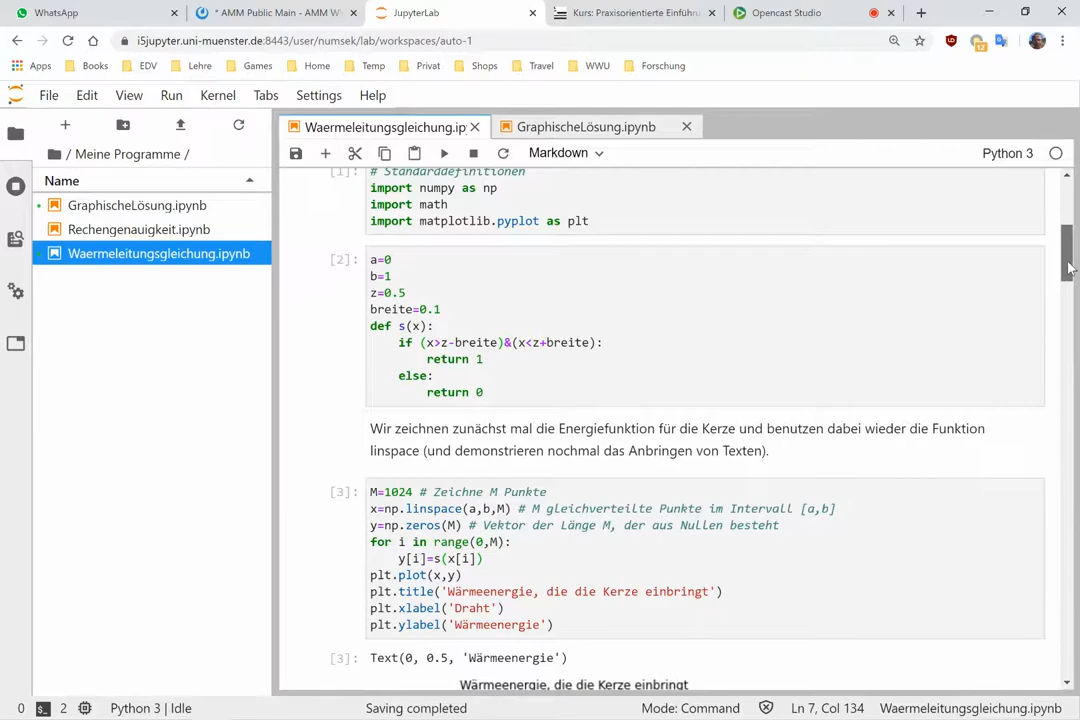 WhatsApp
* AMM Public Main - AMM W
JupyterLab
Kurs: Praxisorientierte Einführu
Opencast Studio
i5jupyter.uni-muenster.de:8443/user/numsek/lab/workspaces/auto-1
12
Apps Books EDV Lehre Games Home Temp Privat Shops Travel WWU Forschung
File Edit View Run Kernel Tabs Settings Help
Waermeleitungsgleichung.ip
GraphischeLösung.ipynb
Markdown
Python 3
/ Meine Programme /
Name
GraphischeLösung.ipynb
Rechengenauigkeit.ipynb
Waermeleitungsgleichung.ipynb
[1]: # Standarddefinitionen
import numpy as np
import math
import matplotlib.pyplot as plt
[2]: a=0
b=1
z=0.5
breite=0.1
def s(x):
if (x>z-breite)&(x<z+breite):
return 1
else:
return 0
Wir zeichnen zunächst mal die Energiefunktion für die Kerze und benutzen dabei wieder die Funktion
linspace (und demonstrieren nochmal das Anbringen von Texten).
[3]: M=1024 # Zeichne M Punkte
x=np.linspace(a,b,M) # M gleichverteilte Punkte im Intervall [a,b]
y=np.zeros(M) # Vektor der Länge M, der aus Nullen besteht
for i in range(0,M):
y[i]=s(x[i])
plt.plot(x,y)
plt.title('Wärmeenergie, die die Kerze einbringt')
plt.xlabel('Draht')
plt.ylabel('Wärmeenergie')
[3]: Text(0, 0.5, 'Wärmeenergie')
Wärmeenergie, die die Kerze einbringt
0 2 Python 3 | Idle Saving completed Mode: Command Ln 7, Col 134 Waermeleitungsgleichung.ipynb